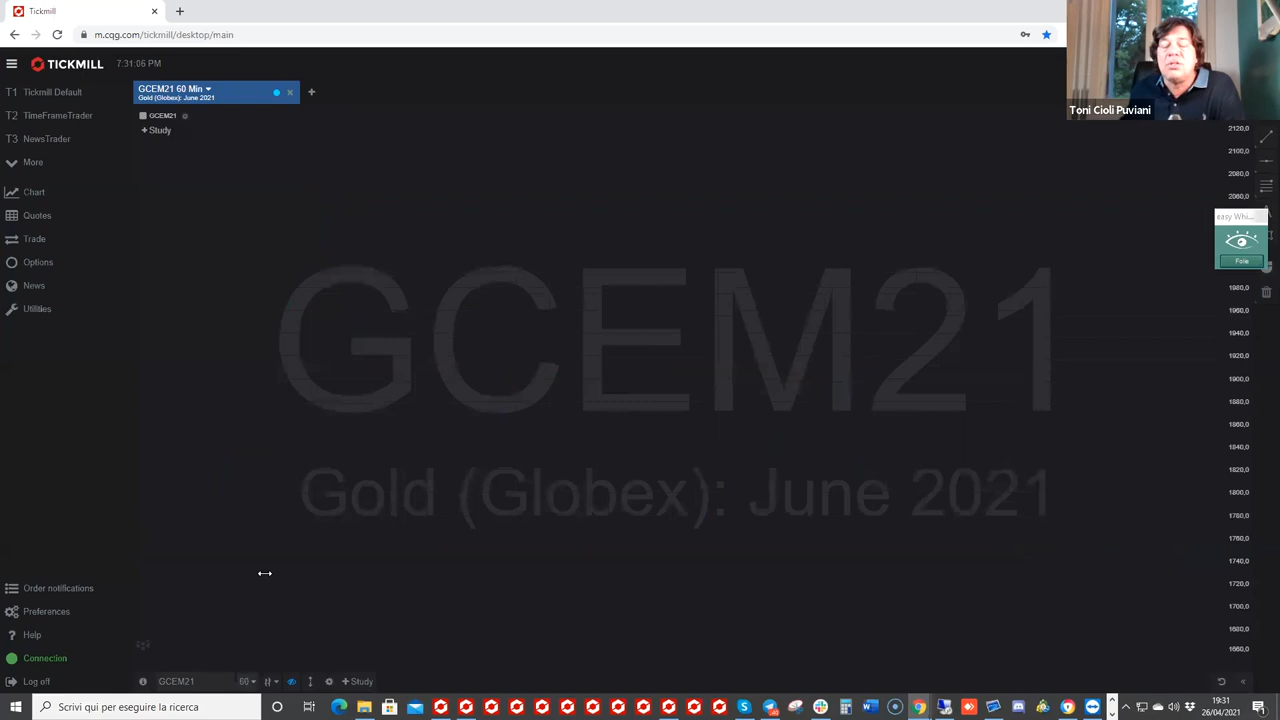 Tickmill
m.cqg.com/tickmill/desktop/main
TICKMILL
7:31:06 PM
T1 Tickmill Default
T2 TimeFrameTrader
T3 NewsTrader
More
Chart
Quotes
Trade
Options
News
Utilities
GCEM21 60 Min
Gold (Globex): June 2021
GCEM21
+ Study
GCEM21
Gold (Globex): June 2021
Toni Cioli Puviani
2120,0
2100,0
2080,0
2060,0
easy Whi...
Folie
1980,0
1960,0
1940,0
1920,0
1900,0
1880,0
1860,0
1840,0
1820,0
1800,0
1780,0
1760,0
1740,0
1720,0
1700,0
1680,0
1660,0
Order notifications
Preferences
Help
Connection
Log off
GCEM21 60 + Study
Scrivi qui per eseguire la ricerca
19:31
26/04/2021